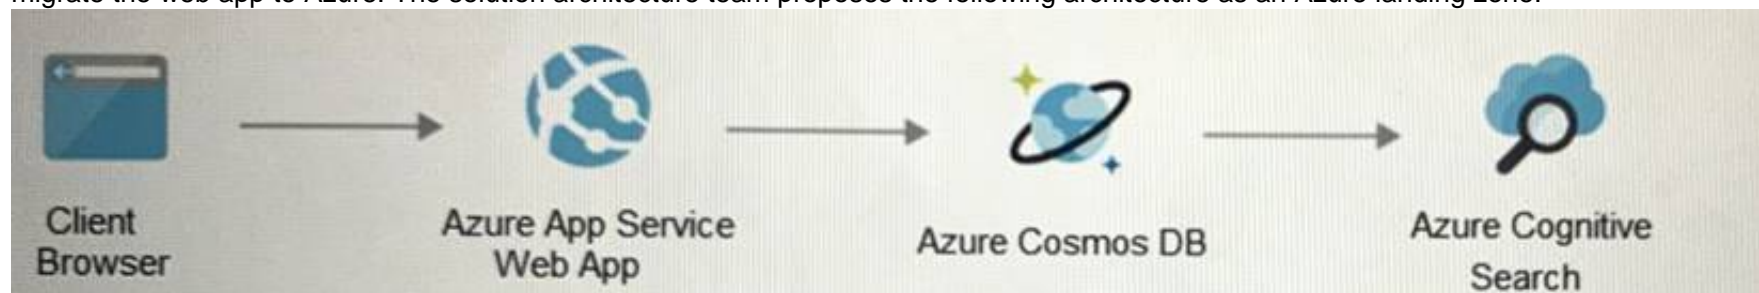 migrate the web app to Azure. The solution architecture team proposes the following architecture as an Azure landing zone:
Client
Browser
Azure App Service
Web App
Azure Cosmos DB
Azure Cognitive
Search